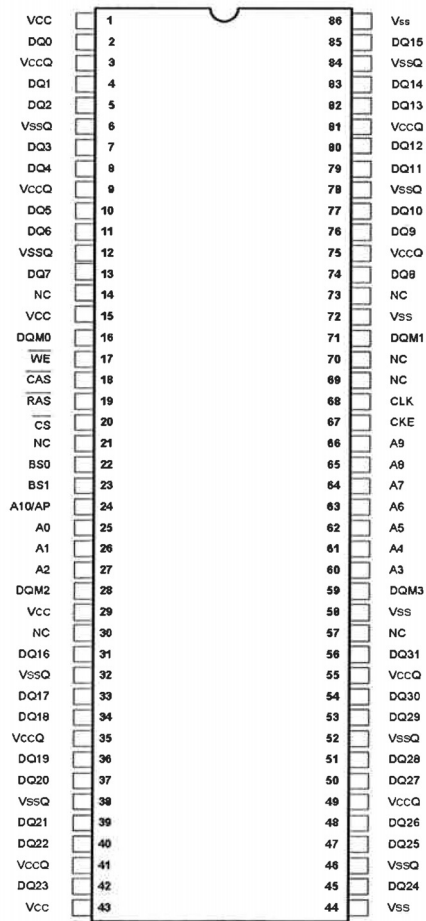 VCC 1 86 Vss
DQ0 2 85 DQ15
VccQ 3 84 VssQ
DQ1 4 83 DQ14
DQ2 5 82 DQ13
VssQ 6 81 VccQ
DQ3 7 80 DQ12
DQ4 8 79 DQ11
VccQ 9 78 VssQ
DQ5 10 77 DQ10
DQ6 11 76 DQ9
VSSQ 12 75 VccQ
DQ7 13 74 DQ8
NC 14 73 NC
VCC 15 72 Vss
DQM0 16 71 DQM1
WE 17 70 NC
CAS 18 69 NC
RAS 19 68 CLK
CS 20 67 CKE
NC 21 66 A9
BS0 22 65 A8
BS1 23 64 A7
A10/AP 24 63 A6
A0 25 62 A5
A1 26 61 A4
A2 27 60 A3
DQM2 28 59 DQM3
Vcc 29 58 Vss
NC 30 57 NC
DQ16 31 56 DQ31
VssQ 32 55 VccQ
DQ17 33 54 DQ30
DQ18 34 53 DQ29
VccQ 35 52 VssQ
DQ19 36 51 DQ28
DQ20 37 50 DQ27
VssQ 38 49 VccQ
DQ21 39 48 DQ26
DQ22 40 47 DQ25
VccQ 41 46 VssQ
DQ23 42 45 DQ24
Vcc 43 44 Vss